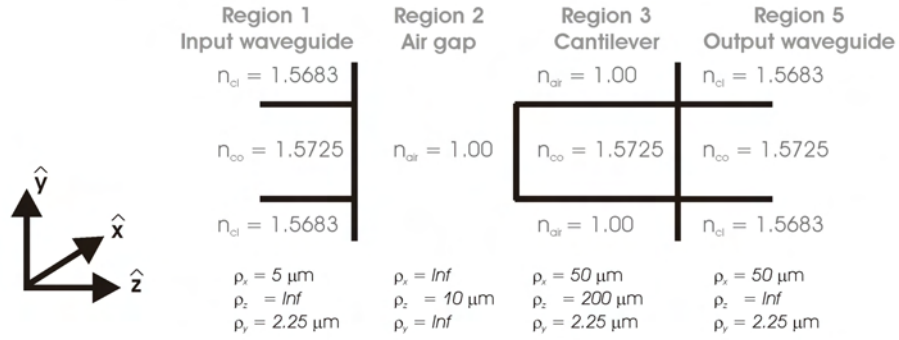 Region 1 Region 2 Region 3 Region 5
Input waveguide Air gap Cantilever Output waveguide
n_cl = 1.5683 n_air = 1.00 n_cl = 1.5683
n_co = 1.5725 n_air = 1.00 n_co = 1.5725 n_co = 1.5725
n_cl = 1.5683 n_air = 1.00 n_cl = 1.5683
ŷ
x̂
ẑ
ρ_x = 5 μm ρ_x = Inf ρ_x = 50 μm ρ_x = 50 μm
ρ_z = Inf ρ_z = 10 μm ρ_z = 200 μm ρ_z = Inf
ρ_y = 2.25 μm ρ_y = Inf ρ_y = 2.25 μm ρ_y = 2.25 μm